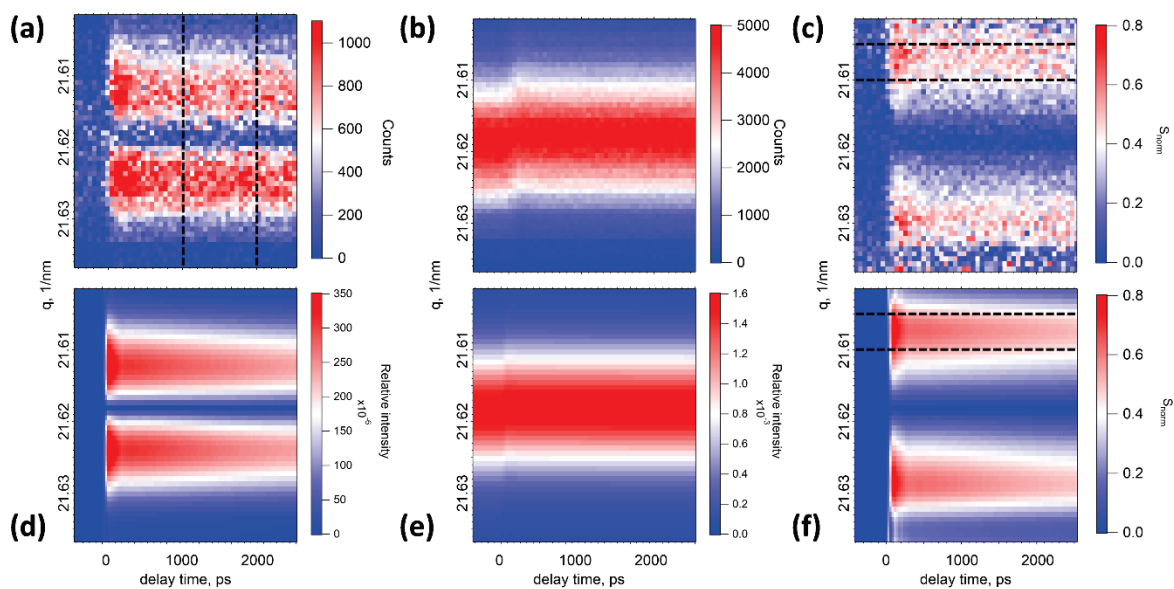 (a)
1000
800
600
400
200
0
Counts
21.61
21.62
21.63
q, 1/nm
(b)
5000
4000
3000
2000
1000
0
Counts
21.61
21.62
21.63
(c)
0.8
0.6
0.4
0.2
0.0
Snorm
21.61
21.62
21.63
q, 1/nm
(d)
350
300
250
200
150
100
50
0
Relative intensity
x10-6
21.61
21.62
21.63
0 1000 2000
delay time, ps
(e)
1.6
1.4
1.2
1.0
0.8
0.6
0.4
0.2
0.0
Relative intensity
x10-3
21.61
21.62
21.63
q, 1/nm
0 1000 2000
delay time, ps
(f)
0.8
0.6
0.4
0.2
0.0
Snorm
21.61
21.62
21.63
0 1000 2000
delay time, ps